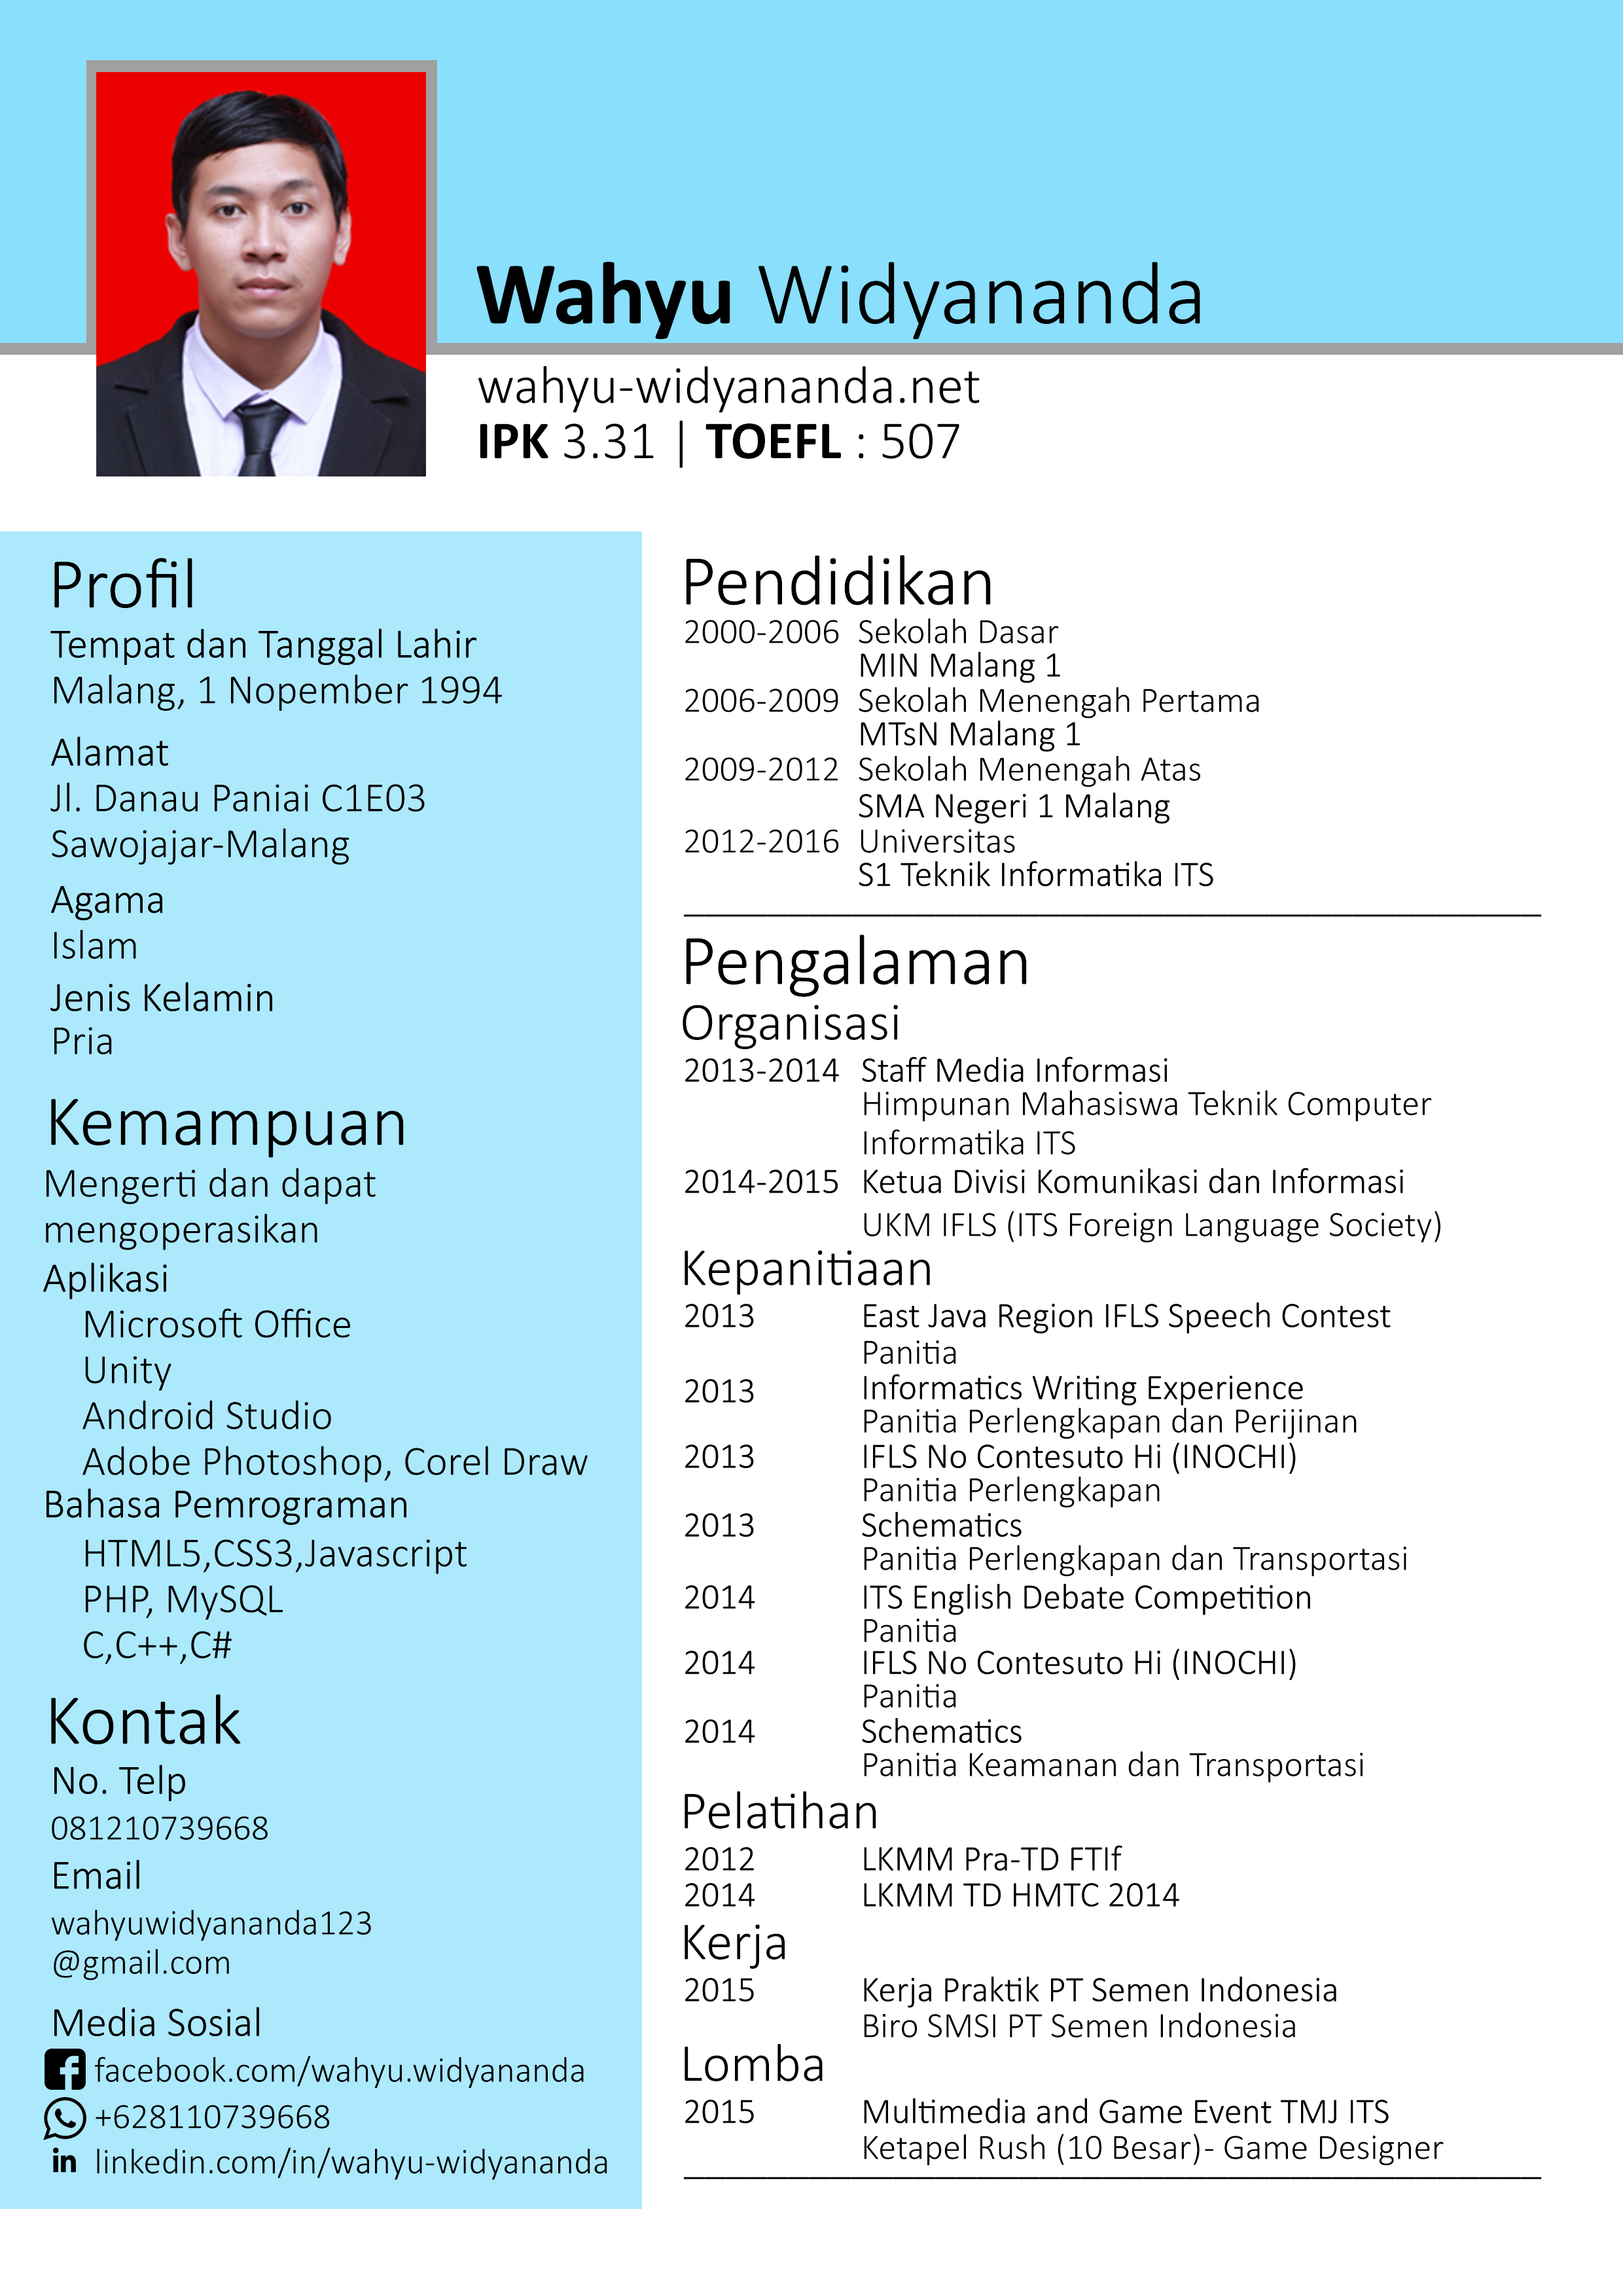 Wahyu Widyananda
wahyu-widyananda.net
IPK 3.31 | TOEFL : 507
Profil
Tempat dan Tanggal Lahir
Malang, 1 Nopember 1994
Alamat
Jl. Danau Paniai C1E03
Sawojajar-Malang
Agama
Islam
Jenis Kelamin
Pria
Kemampuan
Mengerti dan dapat
mengoperasikan
Aplikasi
Microsoft Office
Unity
Android Studio
Adobe Photoshop, Corel Draw
Bahasa Pemrograman
HTML5,CSS3,Javascript
PHP, MySQL
C,C++,C#
Kontak
No. Telp
081210739668
Email
wahyuwidyananda123
@gmail.com
Media Sosial
facebook.com/wahyu.widyananda
+628110739668
in linkedin.com/in/wahyu-widyananda
Pendidikan
2000-2006 Sekolah Dasar
MIN Malang 1
2006-2009 Sekolah Menengah Pertama
MTsN Malang 1
2009-2012 Sekolah Menengah Atas
SMA Negeri 1 Malang
2012-2016 Universitas
S1 Teknik Informatika ITS
Pengalaman
Organisasi
2013-2014 Staff Media Informasi
Himpunan Mahasiswa Teknik Computer
Informatika ITS
2014-2015 Ketua Divisi Komunikasi dan Informasi
UKM IFLS (ITS Foreign Language Society)
Kepanitiaan
2013 East Java Region IFLS Speech Contest
Panitia
2013 Informatics Writing Experience
Panitia Perlengkapan dan Perijinan
2013 IFLS No Contesuto Hi (INOCHI)
Panitia Perlengkapan
2013 Schematics
Panitia Perlengkapan dan Transportasi
2014 ITS English Debate Competition
Panitia
2014 IFLS No Contesuto Hi (INOCHI)
Panitia
2014 Schematics
Panitia Keamanan dan Transportasi
Pelatihan
2012 LKMM Pra-TD FTIf
2014 LKMM TD HMTC 2014
Kerja
2015 Kerja Praktik PT Semen Indonesia
Biro SMSI PT Semen Indonesia
Lomba
2015 Multimedia and Game Event TMJ ITS
Ketapel Rush (10 Besar)- Game Designer